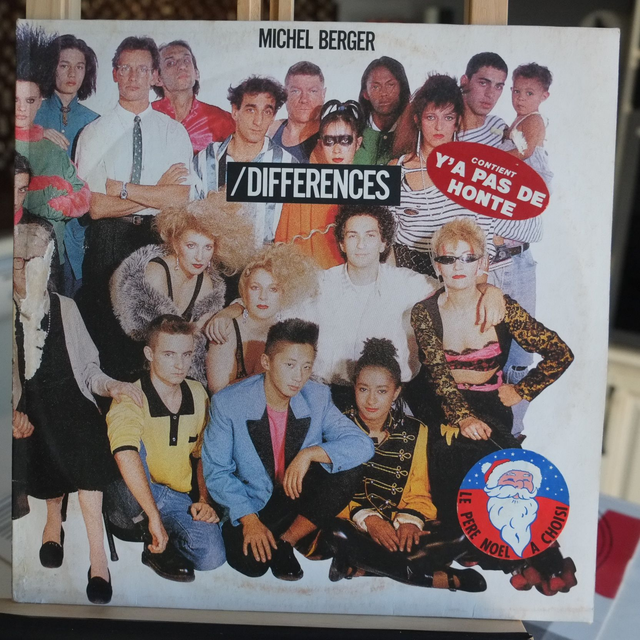 MICHEL BERGER
/DIFFERENCES
CONTIENT
Y'A PAS DE
HONTE
LE PERE NOEL A CHOISI